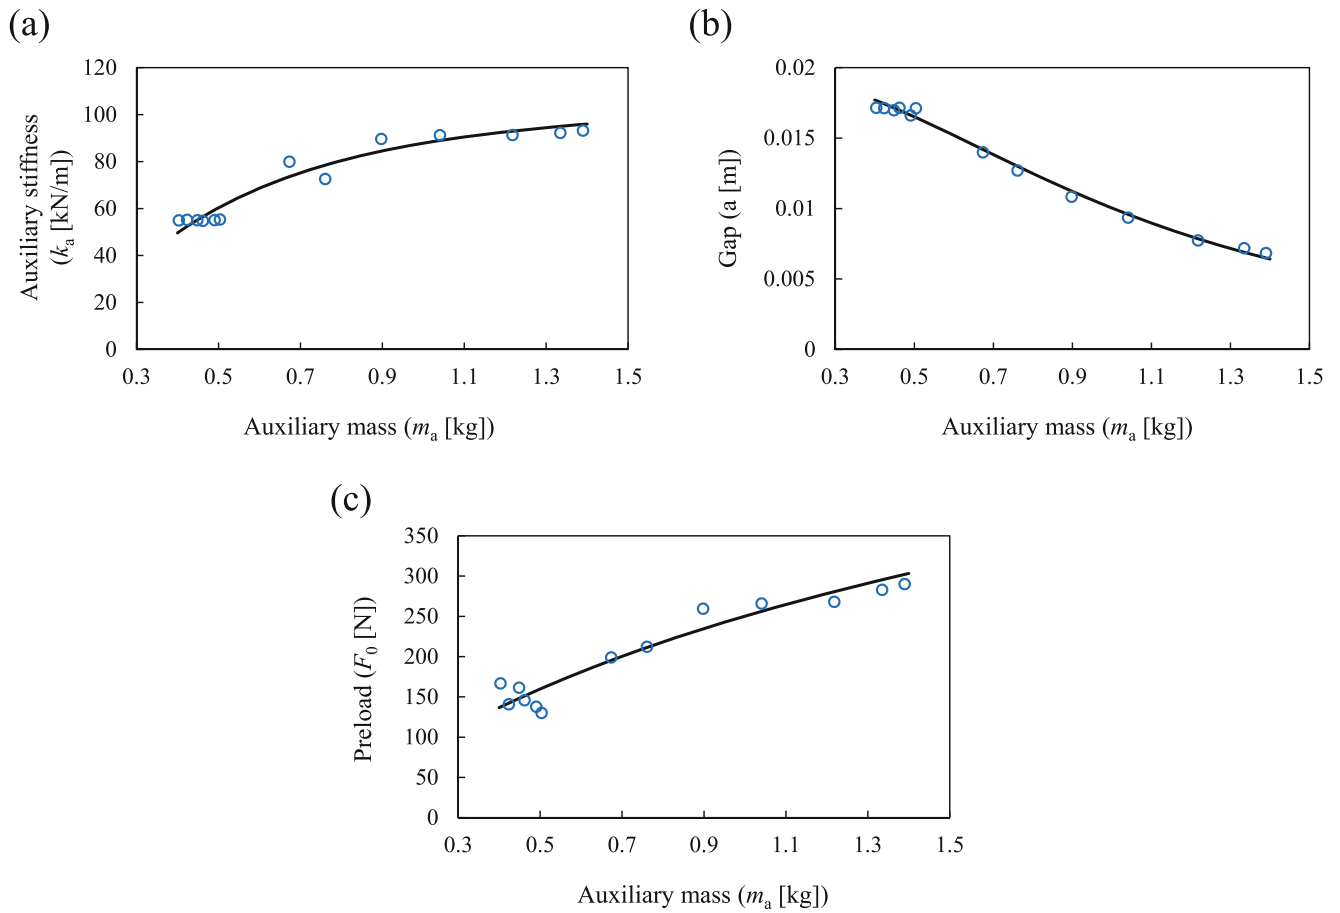 (a)
120
100
80
60
40
20
0
Auxiliary stiffness
(kₐ [kN/m])
0.3 0.5 0.7 0.9 1.1 1.3 1.5
Auxiliary mass (mₐ [kg])
(b)
0.02
0.015
0.01
0.005
0
Gap (a [m])
0.3 0.5 0.7 0.9 1.1 1.3 1.5
Auxiliary mass (mₐ [kg])
(c)
350
300
250
200
150
100
50
0
Preload (F₀ [N])
0.3 0.5 0.7 0.9 1.1 1.3 1.5
Auxiliary mass (mₐ [kg])